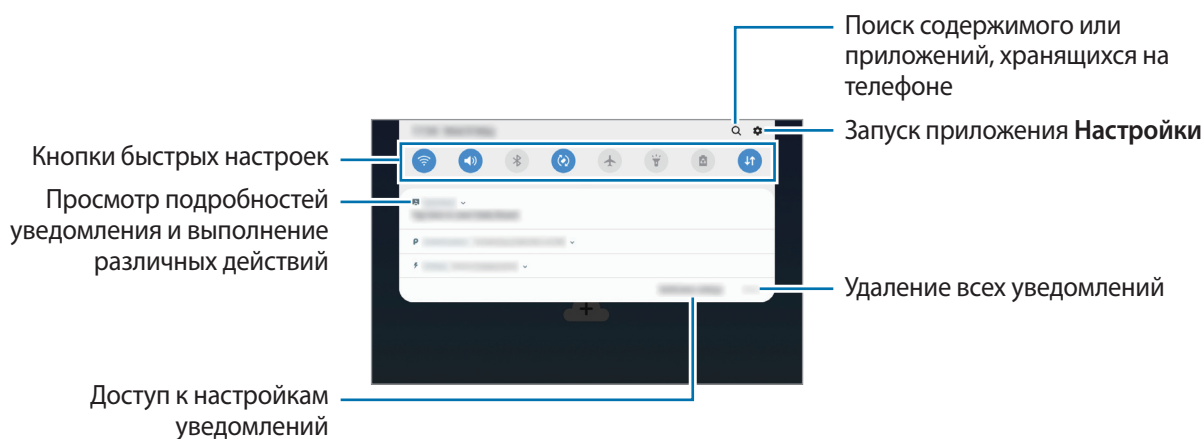 Поиск содержимого или
приложений, хранящихся на
телефоне
Запуск приложения Настройки
Кнопки быстрых настроек
Просмотр подробностей
уведомления и выполнение
различных действий
Удаление всех уведомлений
Доступ к настройкам
уведомлений